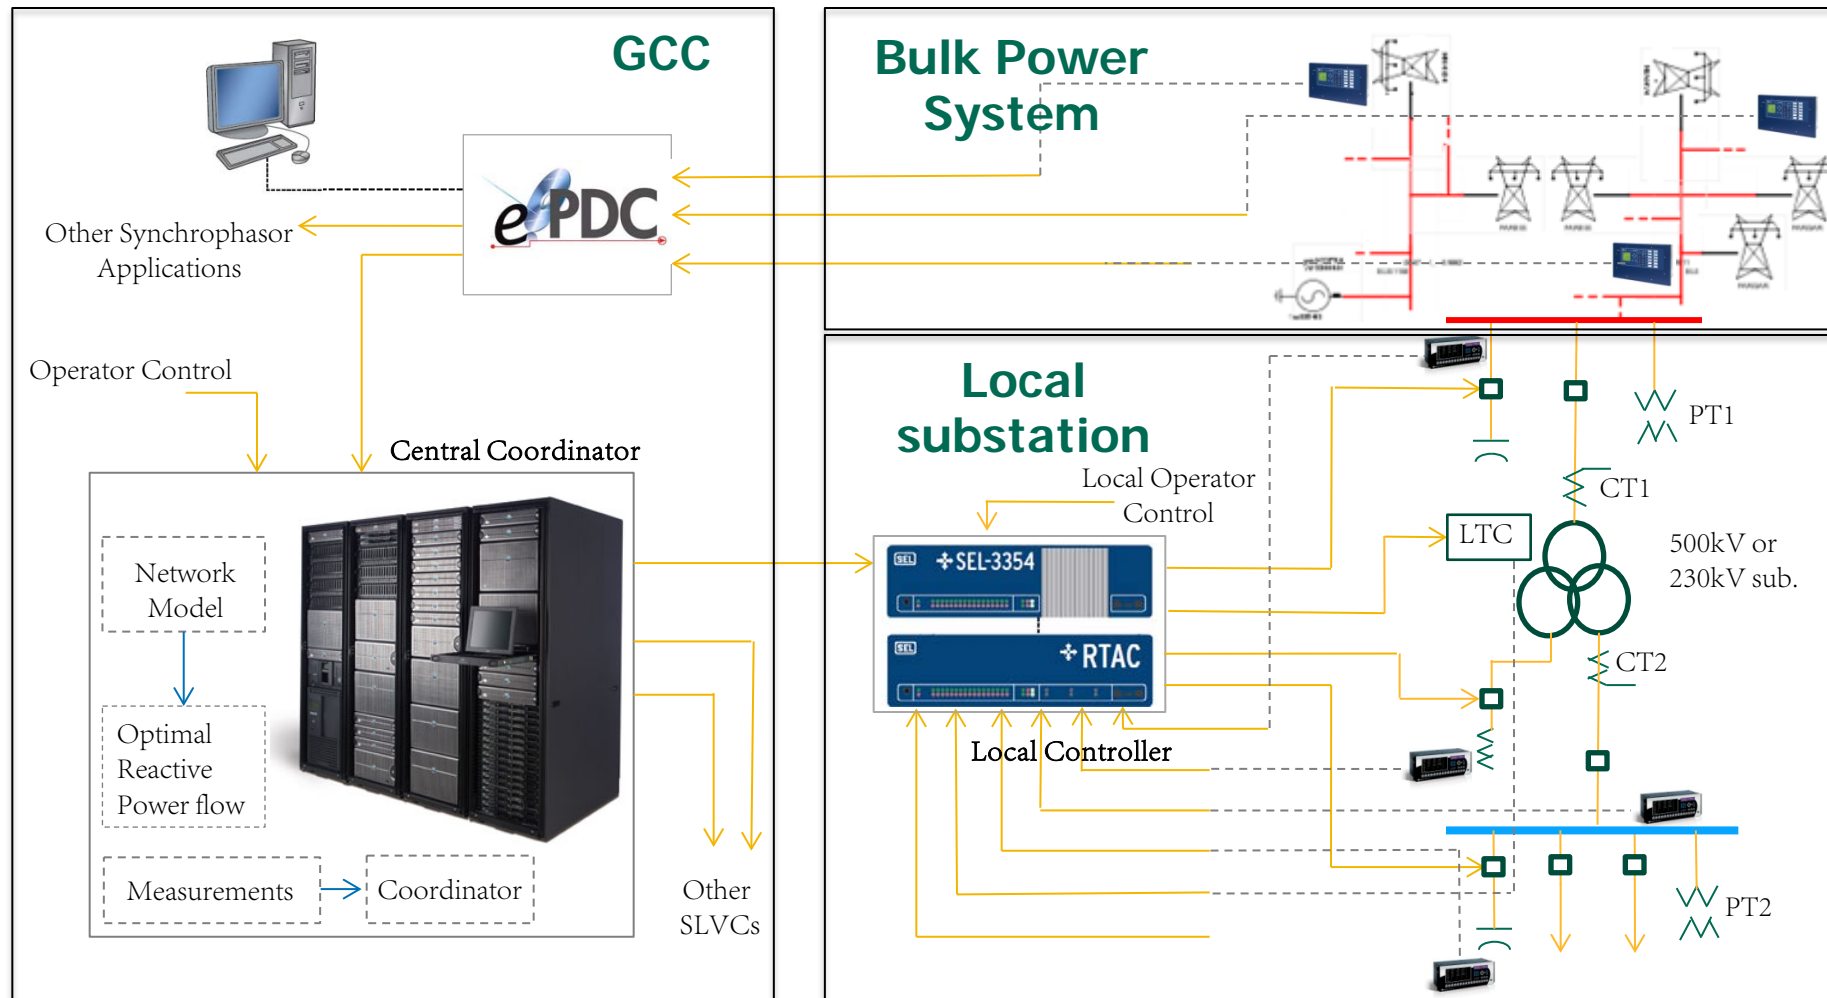 GCC
ePDC
Other Synchrophasor
Applications
Operator Control
Central Coordinator
Network
Model
Optimal
Reactive
Power flow
Measurements
Coordinator
Other
SLVCs
Bulk Power
System
Local
substation
Local Operator
Control
SEL
SEL-3354
SEL
RTAC
Local Controller
LTC
PT1
CT1
500kV or
230kV sub.
CT2
PT2